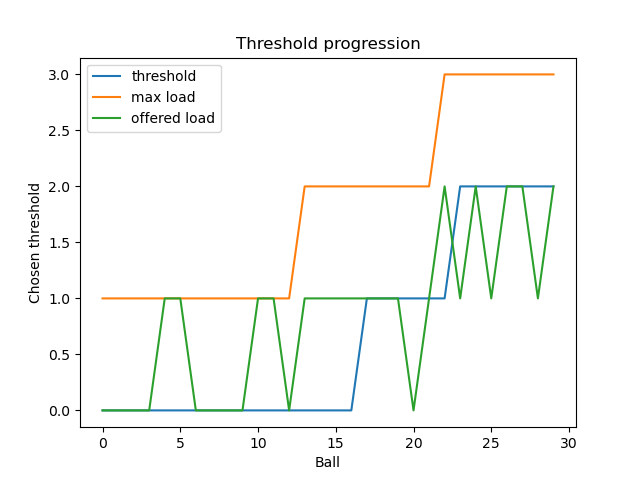 Threshold progression
threshold
max load
offered load
3.0
2.5
2.0
1.5
1.0
0.5
0.0
Chosen threshold
0 5 10 15 20 25 30
Ball